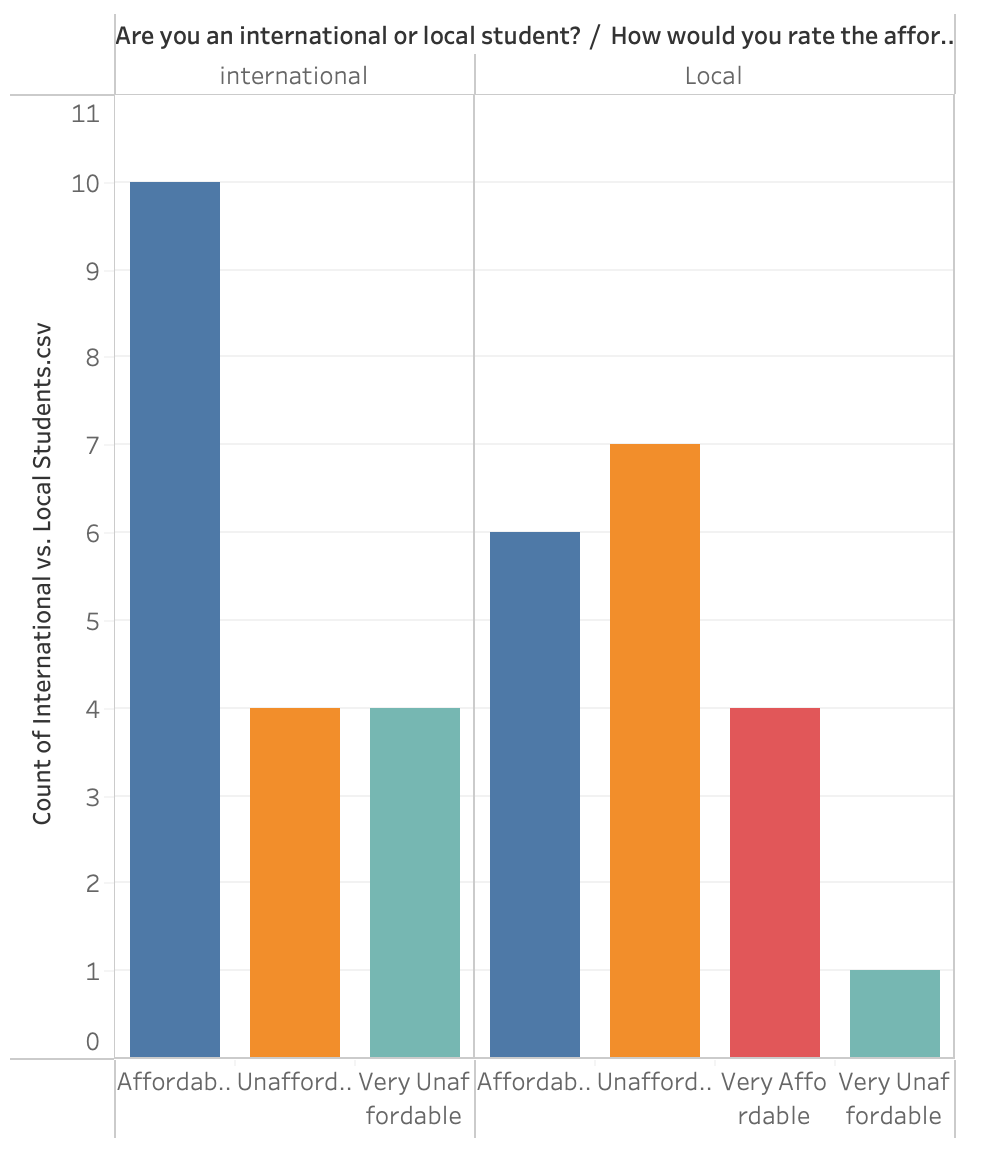 Are you an international or local student? / How would you rate the affor..
international
Local
11
10
9
8
7
6
5
4
3
2
1
0
Count of International vs. Local Students.csv
Affordab..
Unafford..
Very Unaf
fordable
Affordab..
Unafford..
Very Affo
rdable
Very Unaf
fordable